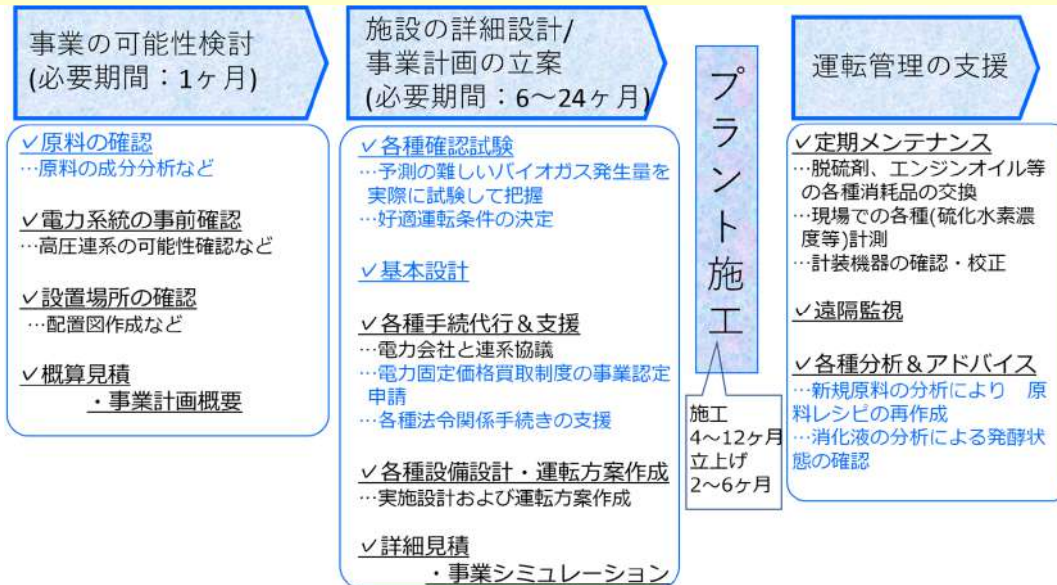 事業の可能性検討
(必要期間：1ヶ月)
✓原料の確認
…原料の成分分析など
✓電力系統の事前確認
…高圧連系の可能性確認など
✓設置場所の確認
…配置図作成など
✓概算見積
・事業計画概要
施設の詳細設計/
事業計画の立案
(必要期間：6～24ヶ月)
✓各種確認試験
…予測の難しいバイオガス発生量を
実際に試験して把握
…好適運転条件の決定
✓基本設計
✓各種手続代行＆支援
…電力会社と連系協議
…電力固定価格買取制度の事業認定
申請
…各種法令関係手続きの支援
✓各種設備設計・運転方案作成
…実施設計および運転方案作成
✓詳細見積
・事業シミュレーション
プラント施工
施工
4～12ヶ月
立上げ
2～6ヶ月
運転管理の支援
✓定期メンテナンス
…脱硫剤、エンジンオイル等
の各種消耗品の交換
…現場での各種(硫化水素濃
度等)計測
…計装機器の確認・校正
✓遠隔監視
✓各種分析＆アドバイス
…新規原料の分析により　原
料レシピの再作成
…消化液の分析による発酵状
態の確認